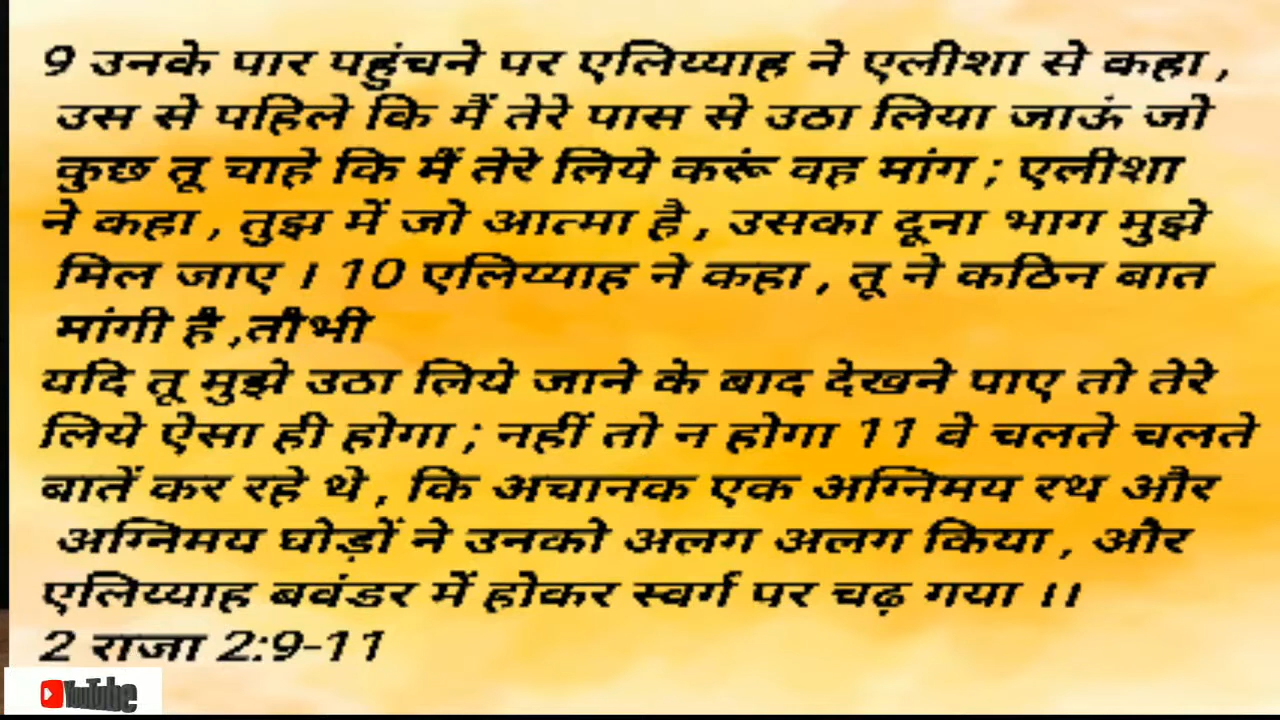 9 उनके पार पहुंचने पर एलिय्याह ने एलीशा से कहा ,
उस से पहिले कि मैं तेरे पास से उठा लिया जाऊं जो
कुछ तू चाहे कि मैं तेरे लिये करूं वह मांग ; एलीशा
ने कहा , तुझ में जो आत्मा है , उसका दूना भाग मुझे
मिल जाए । 10 एलिय्याह ने कहा , तू ने कठिन बात
मांगी है ,तौभी
यदि तू मुझे उठा लिये जाने के बाद देखने पाए तो तेरे
लिये ऐसा ही होगा ; नहीं तो न होगा 11 वे चलते चलते
बातें कर रहे थे , कि अचानक एक अग्निमय रथ और
अग्निमय घोड़ों ने उनको अलग अलग किया , और
एलिय्याह बवंडर में होकर स्वर्ग पर चढ़ गया ।।
2 राजा 2:9-11
YouTube